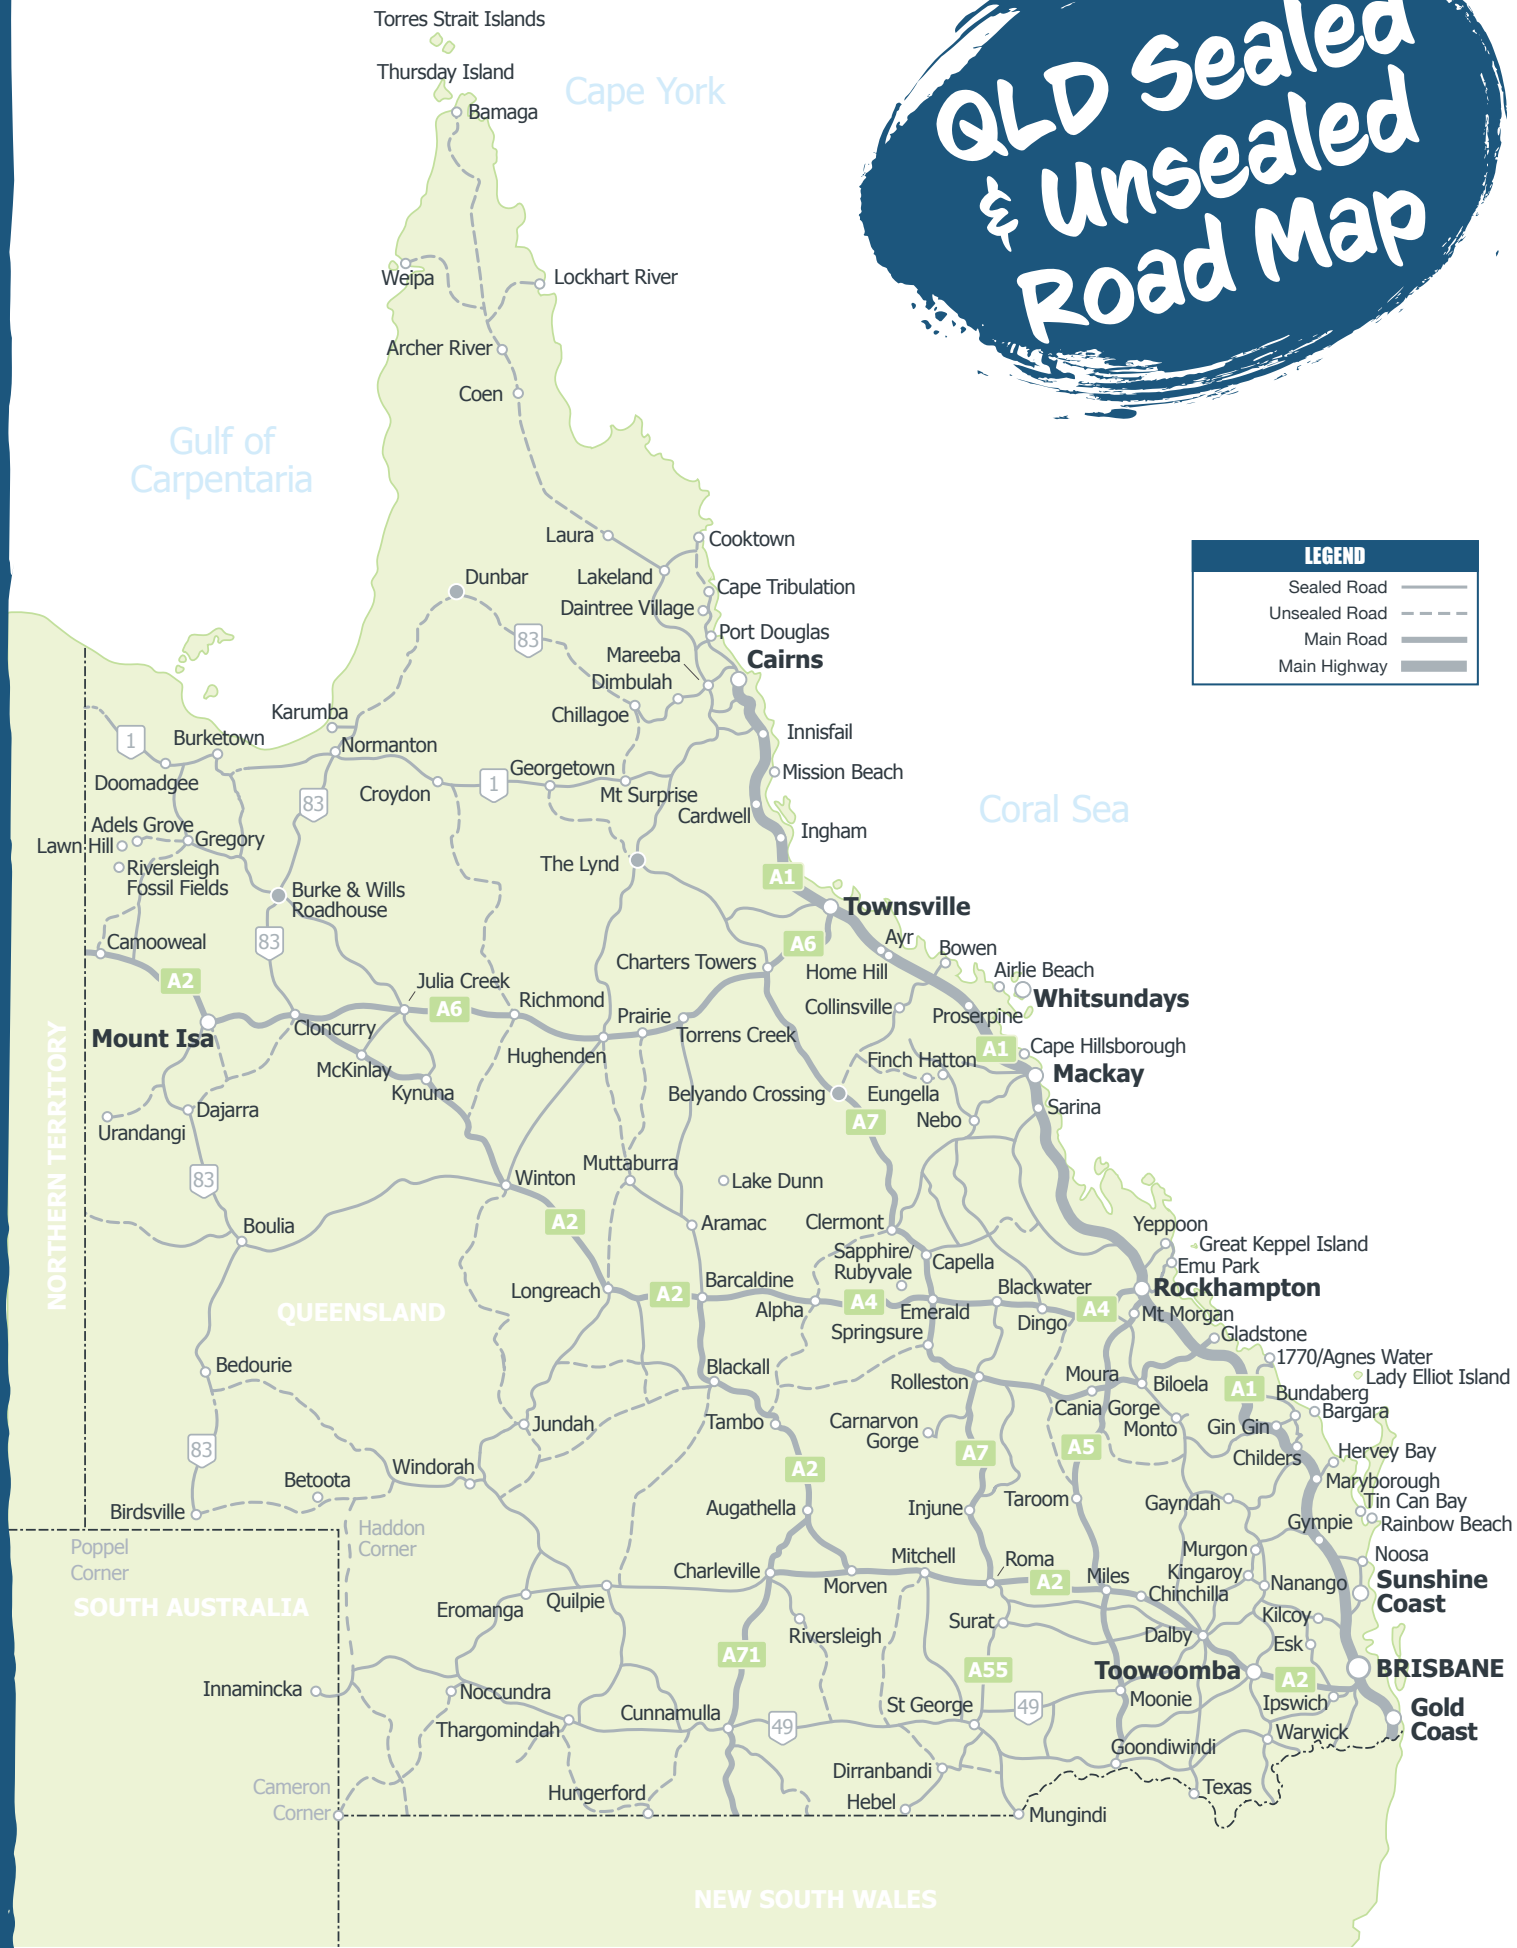 Torres Strait Islands
Thursday Island
Cape York
Bamaga
QLD Sealed
& Unsealed
Road Map
Weipa
Lockhart River
Archer River
Coen
Gulf of
Carpentaria
Laura
Cooktown
LEGEND
Sealed Road
Unsealed Road
Main Road
Main Highway
Dunbar
Lakeland
Cape Tribulation
Daintree Village
83
Port Douglas
Mareeba
Cairns
Dimbulah
Chillagoe
Karumba
1
Burketown
Normanton
Innisfail
Doomadgee
Georgetown
Mission Beach
Croydon
1
Mt Surprise
83
Cardwell
Coral Sea
Adels Grove
Lawn Hill
Gregory
Ingham
Riversleigh
Fossil Fields
The Lynd
A1
Burke & Wills
Roadhouse
Townsville
Camooweal
83
A6
Ayr
Bowen
Charters Towers
Home Hill
Airlie Beach
A2
Julia Creek
A6
Richmond
Whitsundays
Collinsville
Proserpine
Mount Isa
Cloncurry
Prairie
Torrens Creek
Hughenden
A1
Cape Hillsborough
Finch Hatton
McKinlay
Mackay
Kynuna
Belyando Crossing
Eungella
NORTHERN TERRITORY
Dajarra
Urandangi
A7
Nebo
Sarina
83
Winton
Muttaburra
Lake Dunn
Boulia
A2
Aramac
Clermont
Yeppoon
Great Keppel Island
Sapphire/
Rubyvale
Capella
Emu Park
QUEENSLAND
Longreach
A2
Barcaldine
Alpha
A4
Emerald
Blackwater
Dingo
A4
Rockhampton
Mt Morgan
Springsure
Gladstone
Bedourie
Blackall
Rolleston
Moura
Biloela
1770/Agnes Water
Lady Elliot Island
A1
Jundah
Tambo
Carnarvon
Gorge
Cania Gorge
Monto
Bundaberg
Bargara
Gin Gin
83
A2
A7
A5
Childers
Hervey Bay
Betoota
Windorah
Maryborough
Birdsville
Augathella
Injune
Taroom
Gayndah
Tin Can Bay
Rainbow Beach
Gympie
Haddon
Corner
Poppel
Corner
Charleville
Morven
Mitchell
Roma
A2
Miles
Murgon
Kingaroy
Nanango
Noosa
Sunshine
Coast
SOUTH AUSTRALIA
Eromanga
Quilpie
Chinchilla
Kilcoy
Riversleigh
Surat
Dalby
Esk
A71
A55
Toowoomba
A2
BRISBANE
Innamincka
Noccundra
Moonie
Ipswich
Thargomindah
Cunnamulla
49
St George
49
Gold
Coast
Warwick
Goondiwindi
Cameron
Corner
Hungerford
Dirranbandi
Hebel
Texas
Mungindi
NEW SOUTH WALES